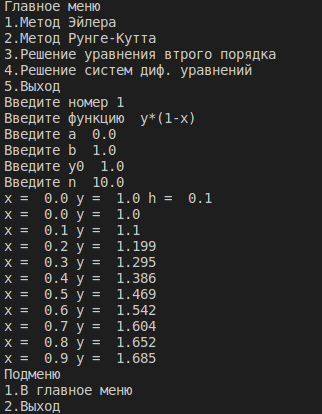 Главное меню
1.Метод Эйлера
2.Метод Рунге-Кутта
3.Решение уравнения втрого порядка
4.Решение систем диф. уравнений
5.Выход
Введите номер 1
Введите функцию  y*(1-x)
Введите a  0.0
Введите b  1.0
Введите y0  1.0
Введите n  10.0
x =  0.0 y =  1.0 h =  0.1
x =  0.0 y =  1.0
x =  0.1 y =  1.1
x =  0.2 y =  1.199
x =  0.3 y =  1.295
x =  0.4 y =  1.386
x =  0.5 y =  1.469
x =  0.6 y =  1.542
x =  0.7 y =  1.604
x =  0.8 y =  1.652
x =  0.9 y =  1.685
Подменю
1.В главное меню
2.Выход